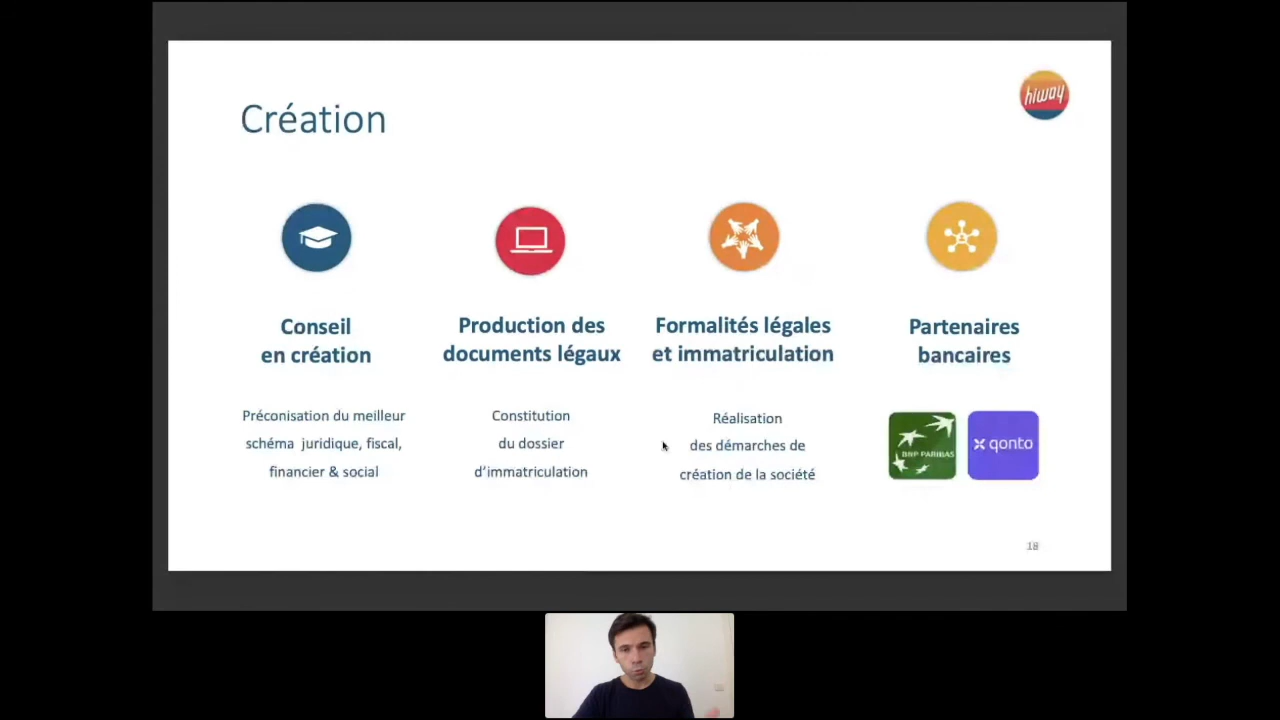 Création
hiway
Conseil
en création
Production des
documents légaux
Formalités légales
et immatriculation
Partenaires
bancaires
Préconisation du meilleur
schéma juridique, fiscal,
financier & social
Constitution
du dossier
d'immatriculation
Réalisation
des démarches de
création de la société
BNP PARIBAS
qonto
18